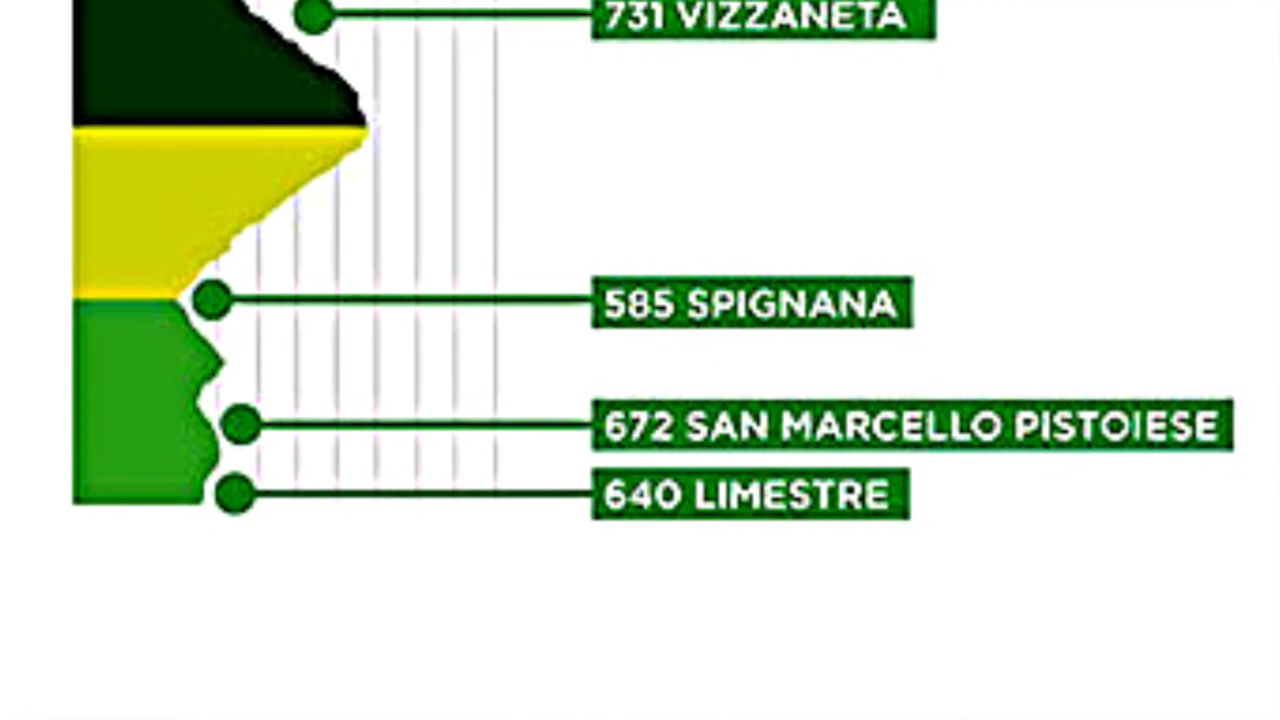 731 VIZZANETA
585 SPIGNANA
672 SAN MARCELLO PISTOIESE
640 LIMESTRE